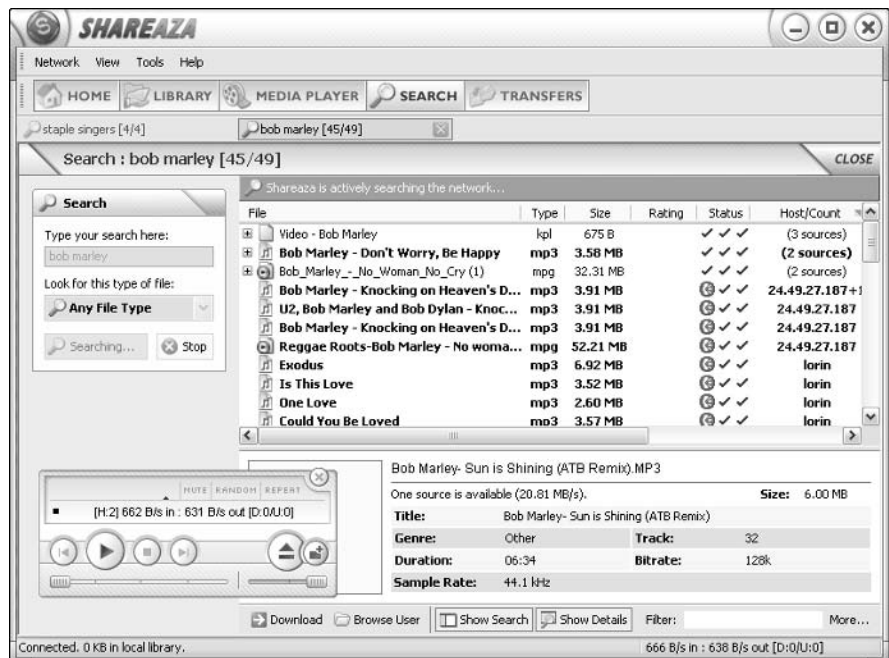 SHAREAZA
Network View Tools Help
HOME LIBRARY MEDIA PLAYER SEARCH TRANSFERS
staple singers [4/4] bob marley [45/49]
Search : bob marley [45/49] CLOSE
Search
Type your search here:
bob marley
Look for this type of file:
Any File Type
Searching... Stop
Shareaza is actively searching the network...
File Type Size Rating Status Host/Count
Video - Bob Marley kpl 675 B (3 sources)
Bob Marley - Don't Worry, Be Happy mp3 3.58 MB (2 sources)
Bob_Marley_-_No_Woman_No_Cry (1) mpg 32.31 MB (2 sources)
Bob Marley - Knocking on Heaven's D... mp3 3.91 MB 24.49.27.187+1
U2, Bob Marley and Bob Dylan - Knoc... mp3 3.91 MB 24.49.27.187
Bob Marley - Knocking on Heaven's D... mp3 3.91 MB 24.49.27.187
Reggae Roots-Bob Marley - No woma... mpg 52.21 MB 24.49.27.187
Exodus mp3 6.92 MB lorin
Is This Love mp3 3.52 MB lorin
One Love mp3 2.60 MB lorin
Could You Be Loved mp3 3.57 MB lorin
Bob Marley- Sun is Shining (ATB Remix).MP3
One source is available (20.81 MB/s). Size: 6.00 MB
Title: Bob Marley- Sun is Shining (ATB Remix)
Genre: Other Track: 32
Duration: 06:34 Bitrate: 128k
Sample Rate: 44.1 kHz
MUTE RANDOM REPEAT
[H:2] 662 B/s in : 631 B/s out [D:0/U:0]
Download Browse User Show Search Show Details Filter: More...
Connected. 0 KB in local library. 666 B/s in : 638 B/s out [D:0/U:0]